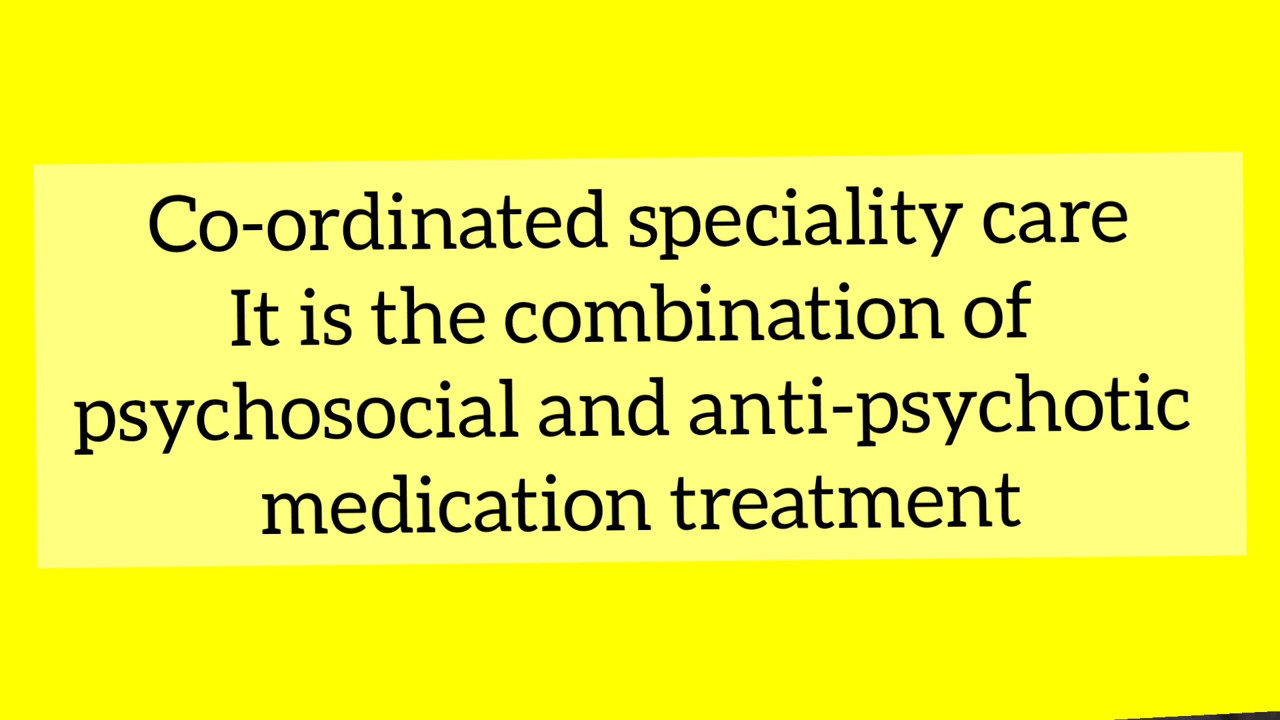 Co-ordinated speciality care
It is the combination of
psychosocial and anti-psychotic
medication treatment